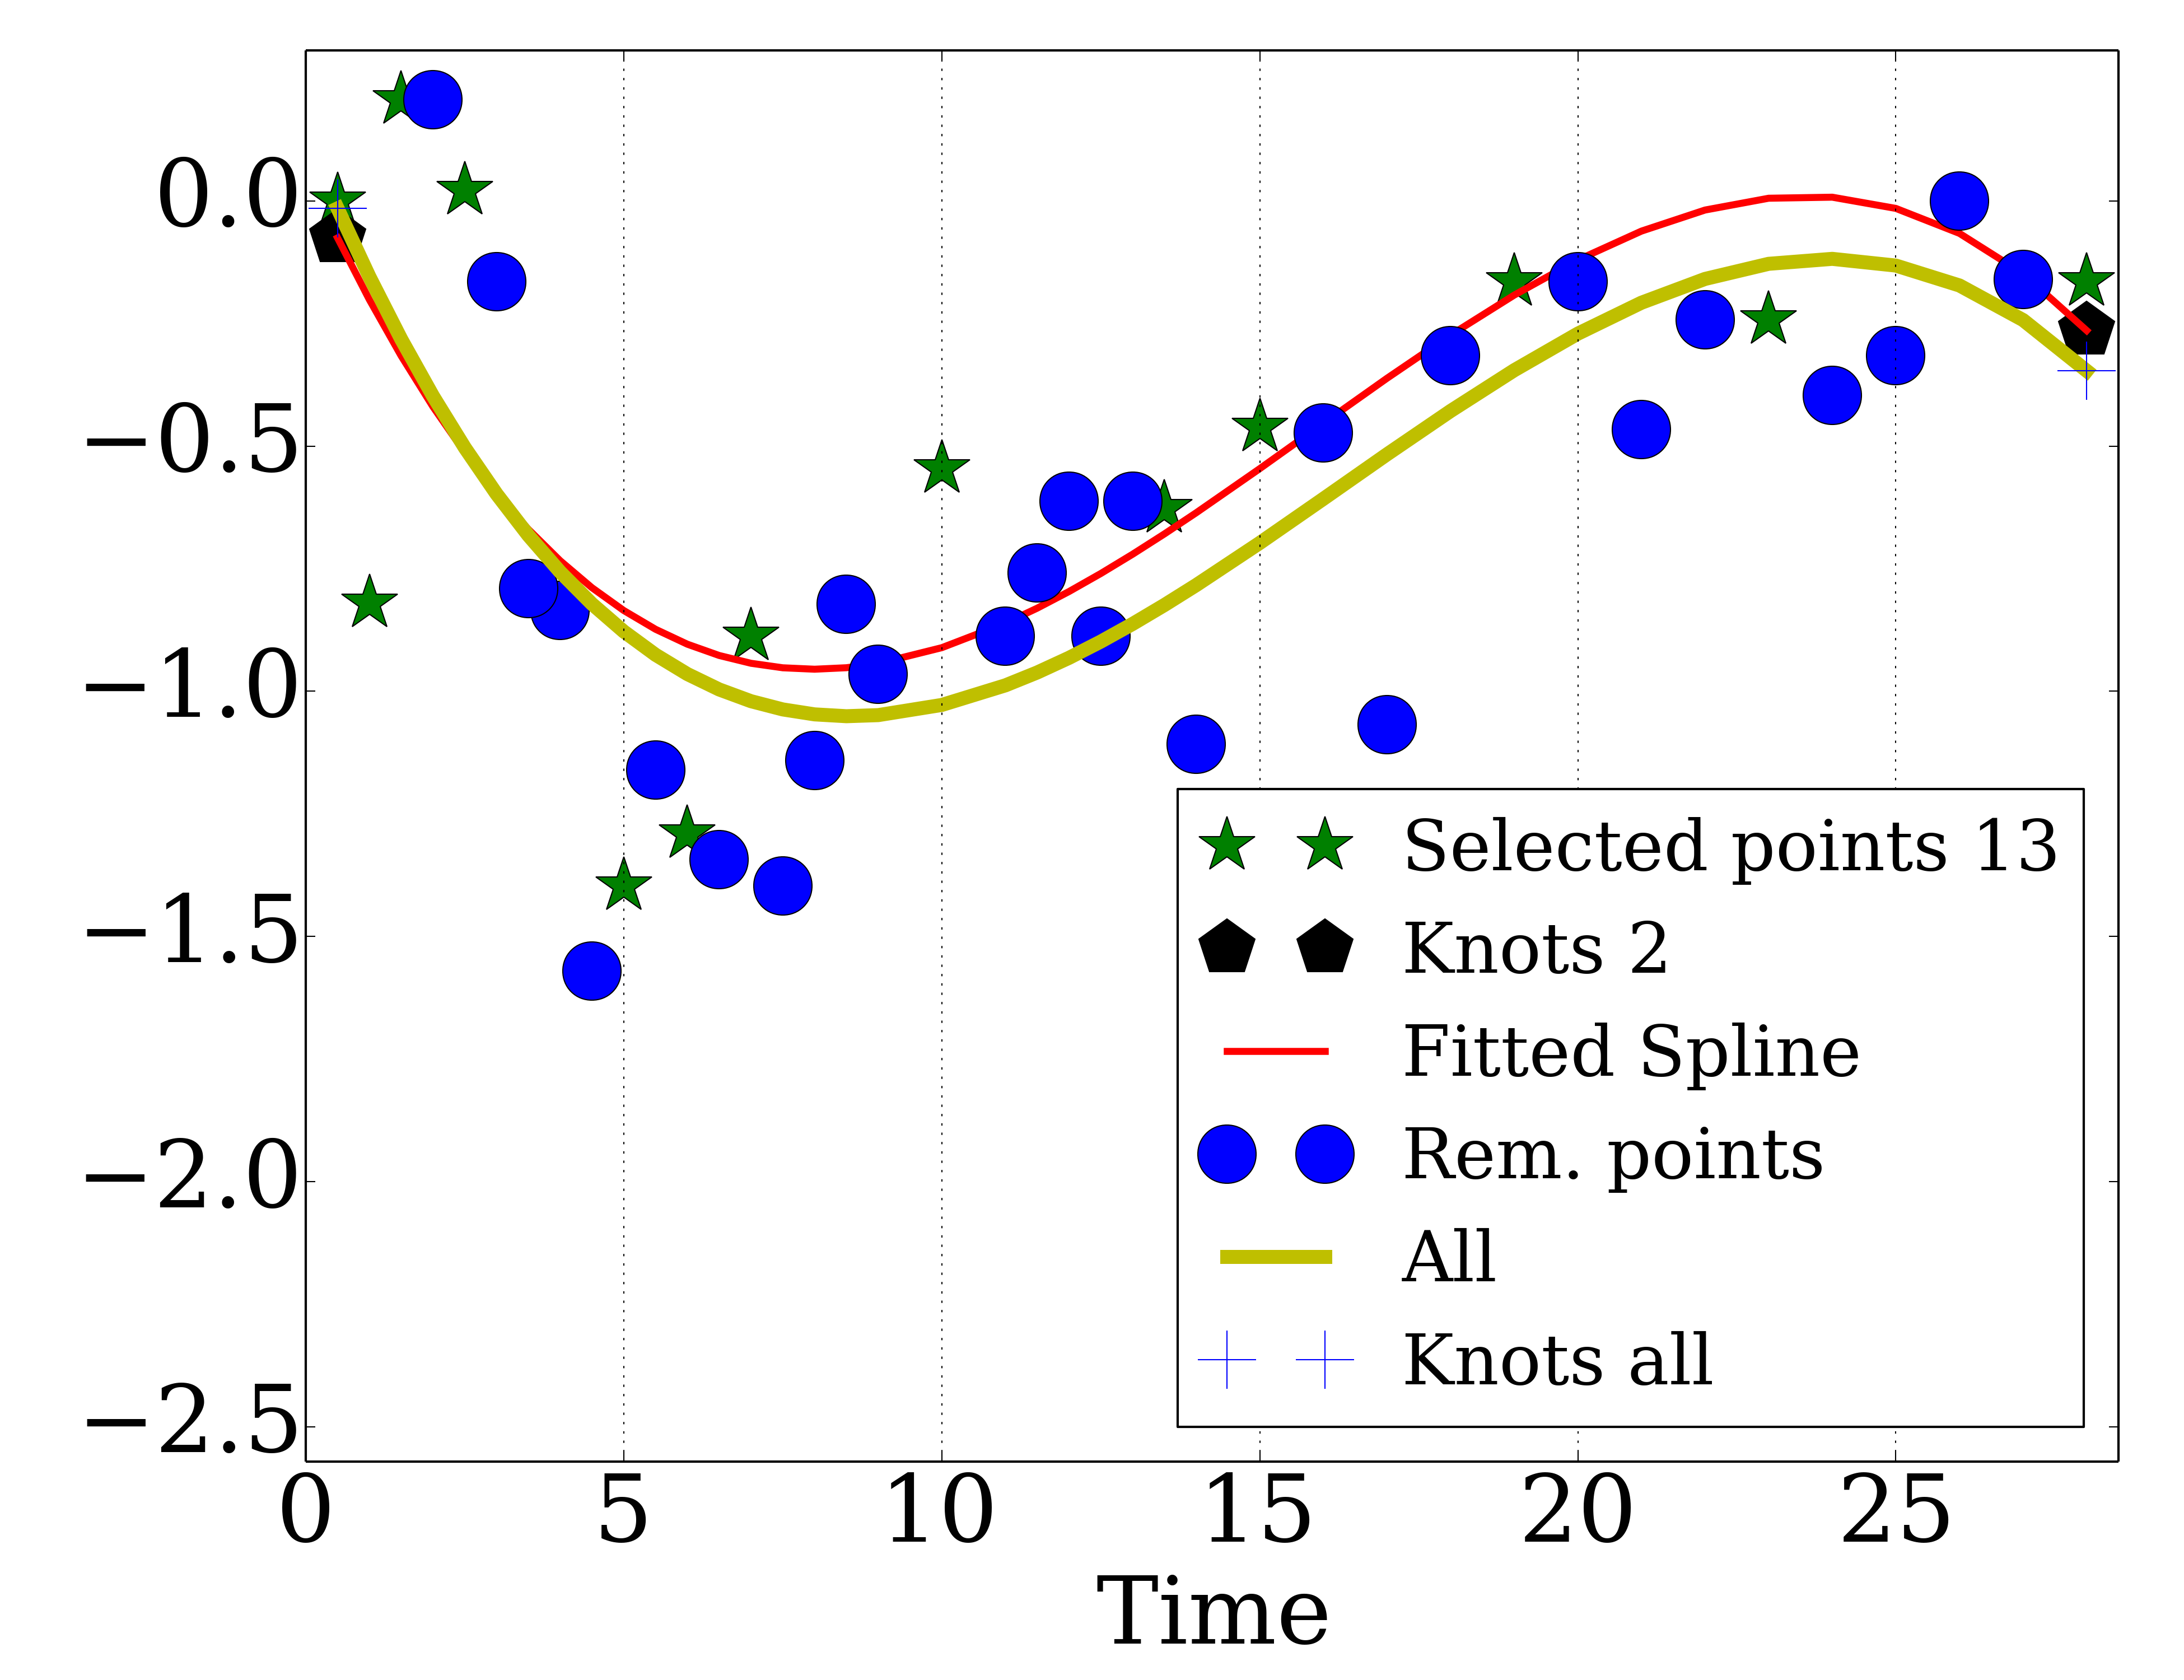 0.0
−0.5
−1.0
−1.5
−2.0
−2.5
0 5 10 15 20 25
Time
Selected points 13
Knots 2
Fitted Spline
Rem. points
All
Knots all